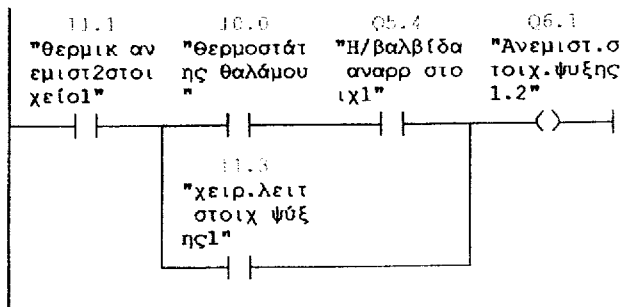 I1.1 I0.0 Q5.4 Q6.1
"θερμικ αν "Θερμοστάτ "Η/βαλβίδα "Ανεμιστ.σ
εμιστ2στοι ης θαλάμου αναρρ στο τοιχ.ψυξης
χείο1" " ιχ1" 1.2"
I1.3
"χειρ.λειτ
στοιχ ψύξ
ης1"